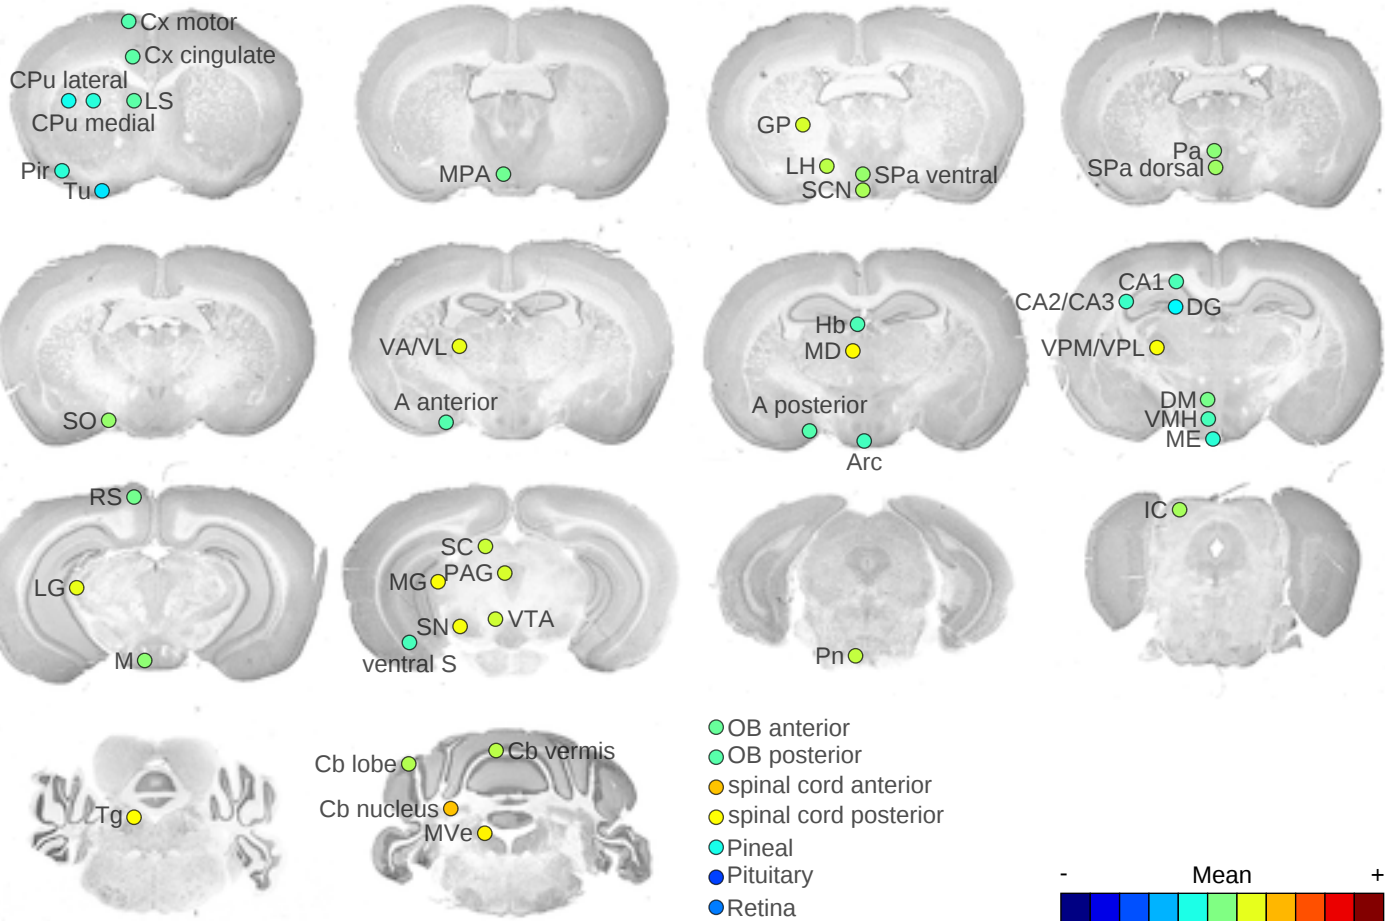 Cx motor
Cx cingulate
CPu lateral
LS
CPu medial
Pir
Tu
MPA
GP
LH
SPa ventral
SCN
Pa
SPa dorsal
SO
VA/VL
A anterior
Hb
MD
A posterior
Arc
CA1
CA2/CA3
DG
VPM/VPL
DM
VMH
ME
RS
LG
M
SC
MG
PAG
SN
VTA
ventral S
Pn
IC
Tg
Cb lobe
Cb vermis
Cb nucleus
MVe
OB anterior
OB posterior
spinal cord anterior
spinal cord posterior
Pineal
Pituitary
Retina
- Mean +